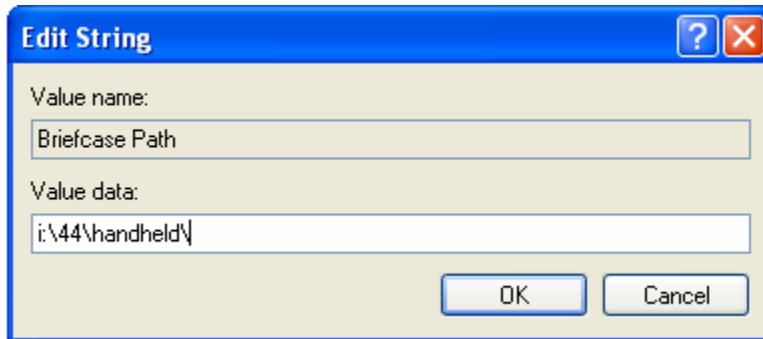 Edit String
Value name:
Briefcase Path
Value data:
i:\44\handheld\
OK Cancel